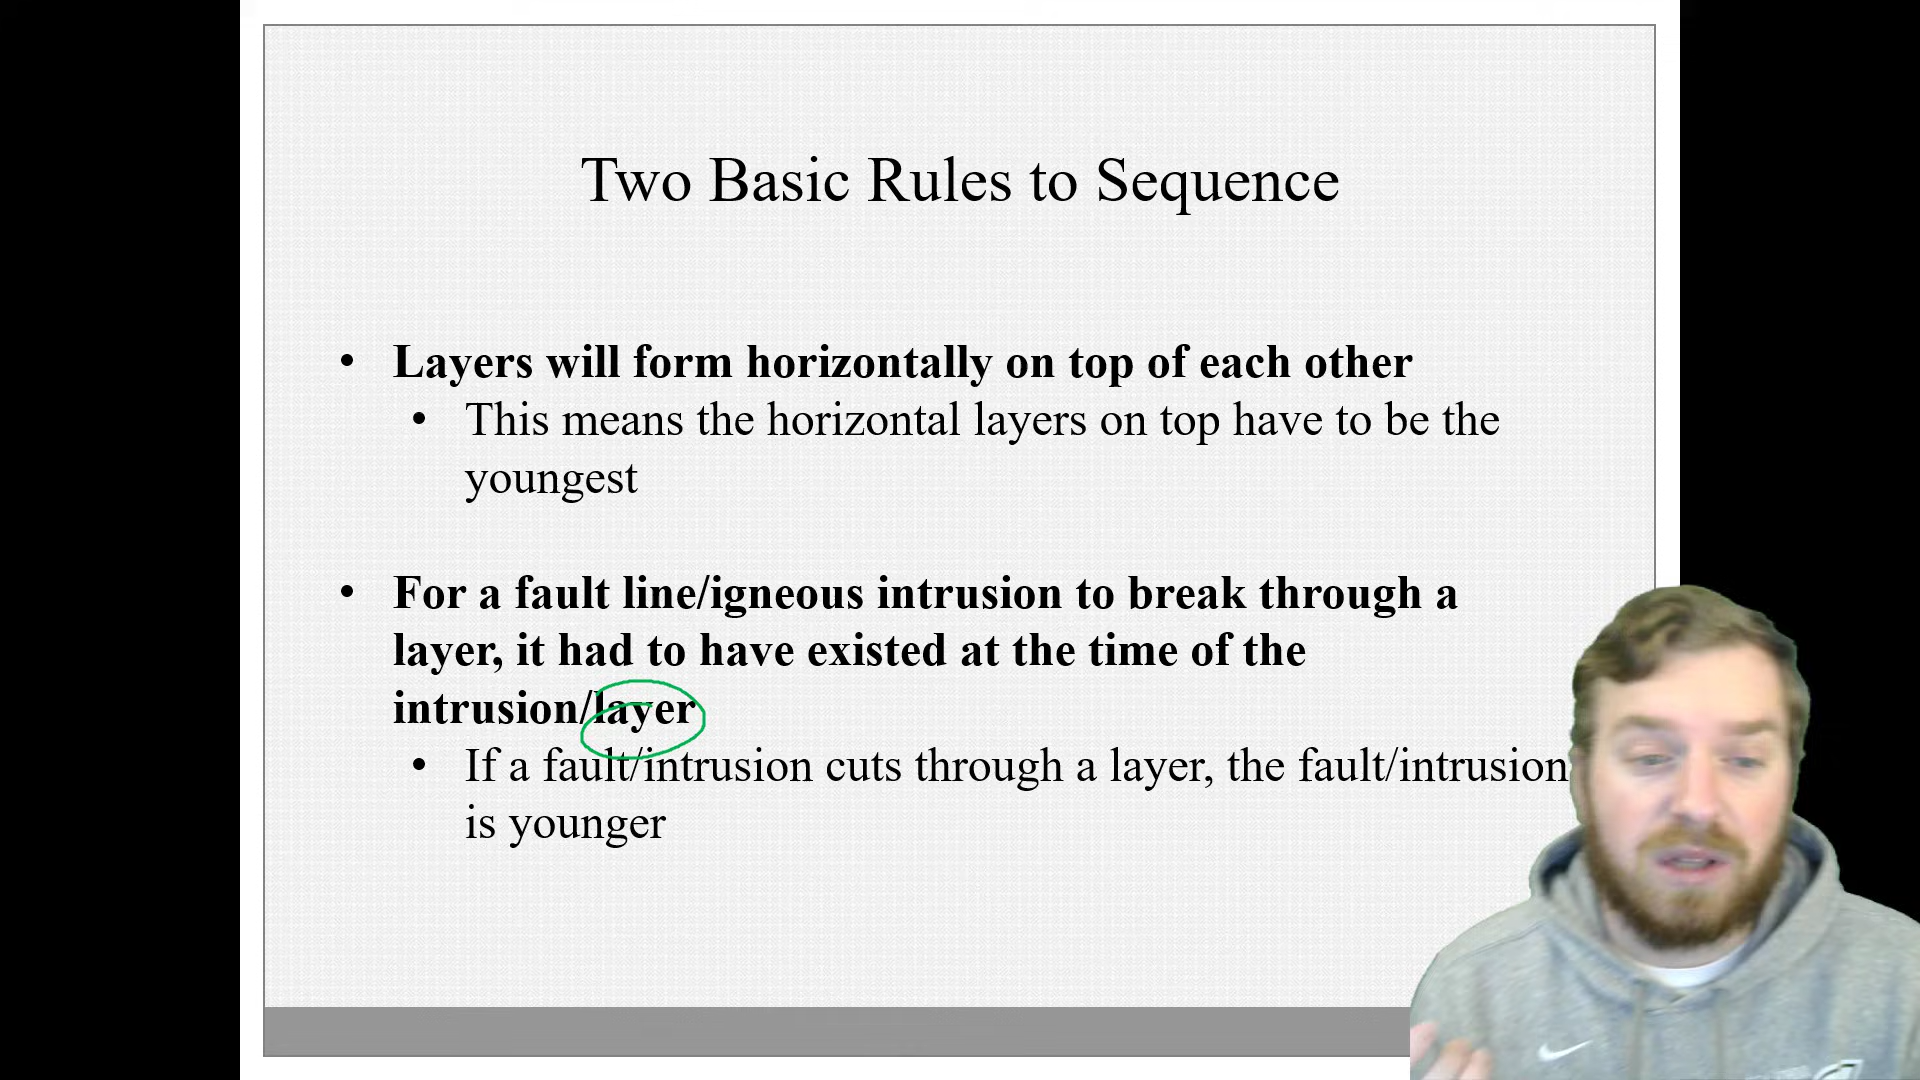 Two Basic Rules to Sequence
• Layers will form horizontally on top of each other
• This means the horizontal layers on top have to be the
youngest
• For a fault line/igneous intrusion to break through a
layer, it had to have existed at the time of the
intrusion/layer
• If a fault/intrusion cuts through a layer, the fault/intrusion
is younger